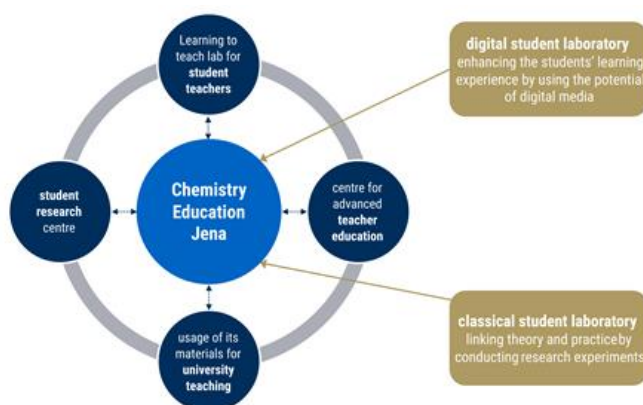 Learning to
teach lab for
student
teachers
digital student laboratory
enhancing the students' learning
experience by using the potential
of digital media
student
research
centre
Chemistry
Education
Jena
centre for
advanced
teacher
education
usage of its
materials for
university
teaching
classical student laboratory
linking theory and practiceby
conducting research experiments